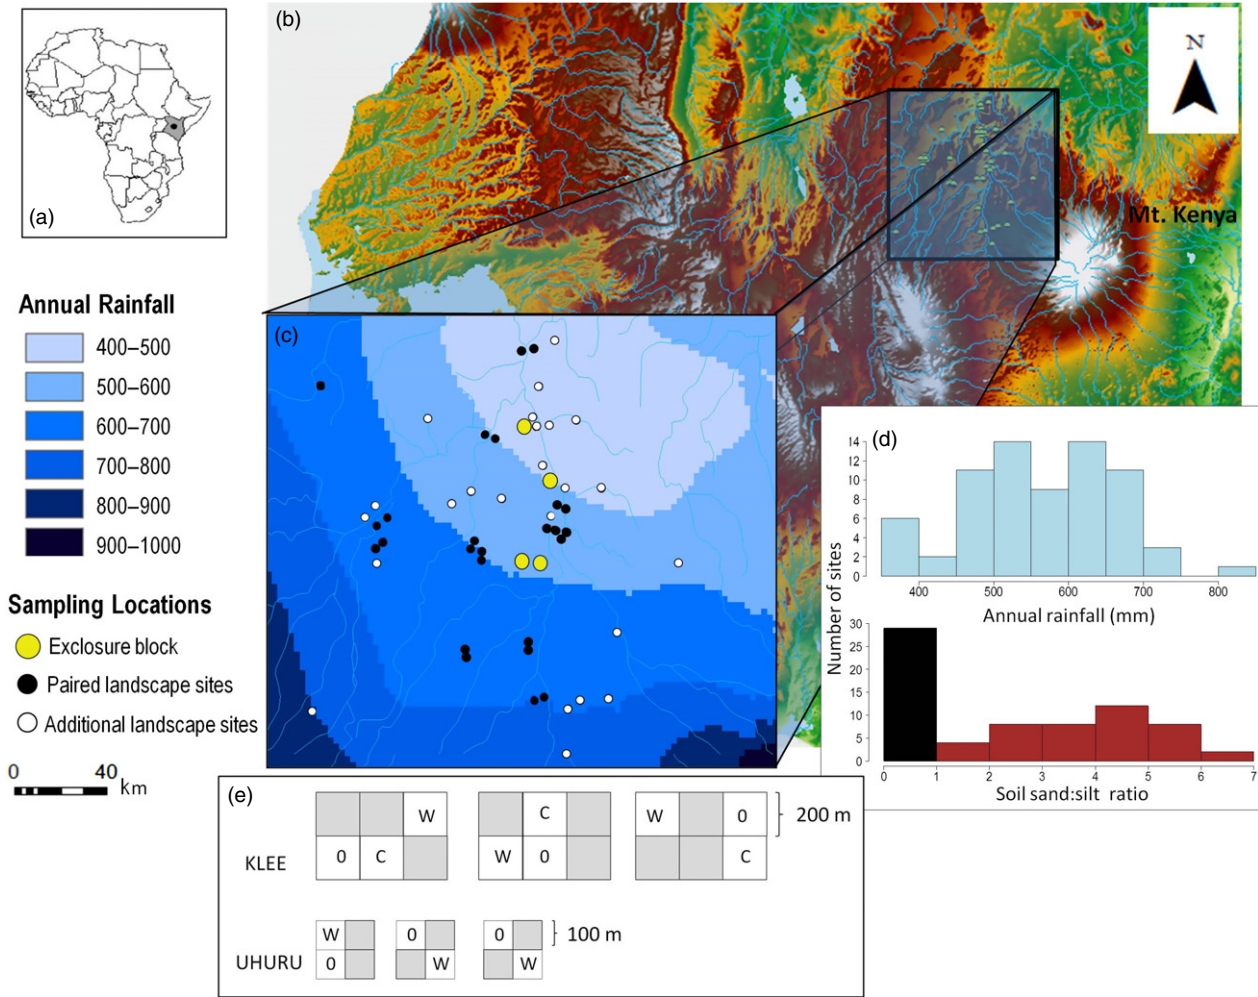 (a)
(b)
N
Mt. Kenya
Annual Rainfall
400–500
500–600
600–700
700–800
800–900
900–1000
Sampling Locations
Exclosure block
Paired landscape sites
Additional landscape sites
0 40
km
(c)
(d)
Number of sites
14
12
10
8
6
4
2
0
400 500 600 700 800
Annual rainfall (mm)
30
25
20
15
10
5
0
0 1 2 3 4 5 6 7
Soil sand:silt ratio
(e)
KLEE
W C W 0 200 m
0 C W 0 C
UHURU
W 0 0 100 m
0 W W